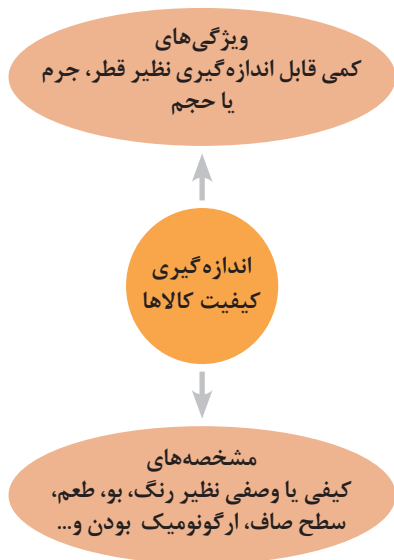 ویژگی‌های
کمی قابل اندازه‌گیری نظیر قطر، جرم
یا حجم
اندازه‌گیری
کیفیت کالاها
مشخصه‌های
کیفی یا وصفی نظیر رنگ، بو، طعم،
سطح صاف، ارگونومیک بودن و...